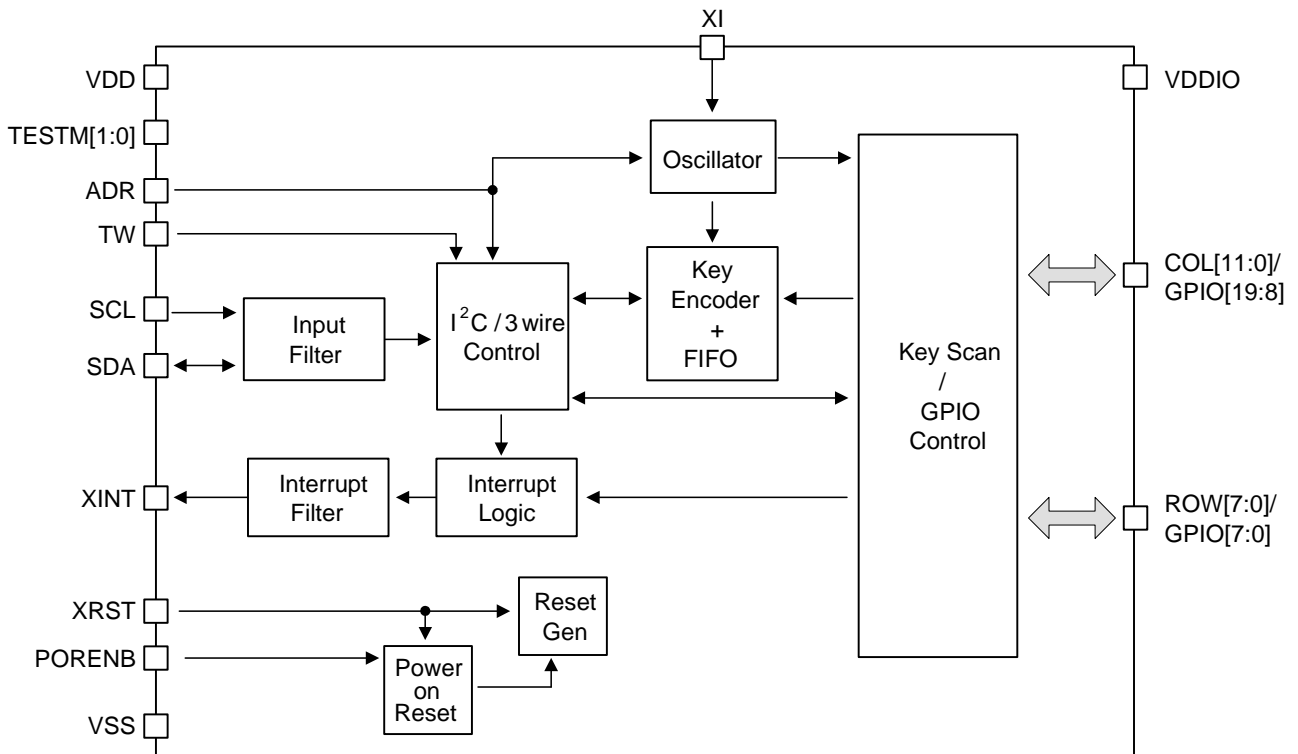 XI
VDD
VDDIO
TESTM[1:0]
Oscillator
ADR
TW
Key
Encoder
+
FIFO
COL[11:0]/
GPIO[19:8]
SCL
SDA
Input
Filter
I²C / 3 wire
Control
Key Scan
/
GPIO
Control
XINT
Interrupt
Filter
Interrupt
Logic
ROW[7:0]/
GPIO[7:0]
XRST
Reset
Gen
PORENB
Power
on
Reset
VSS